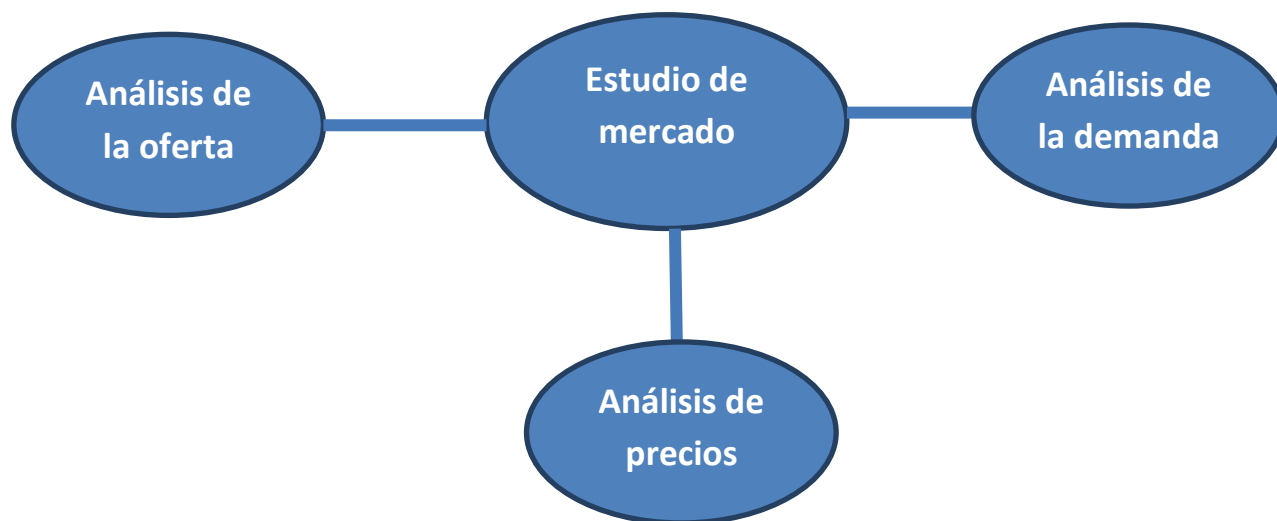 Análisis de
la oferta
Estudio de
mercado
Análisis de
la demanda
Análisis de
precios